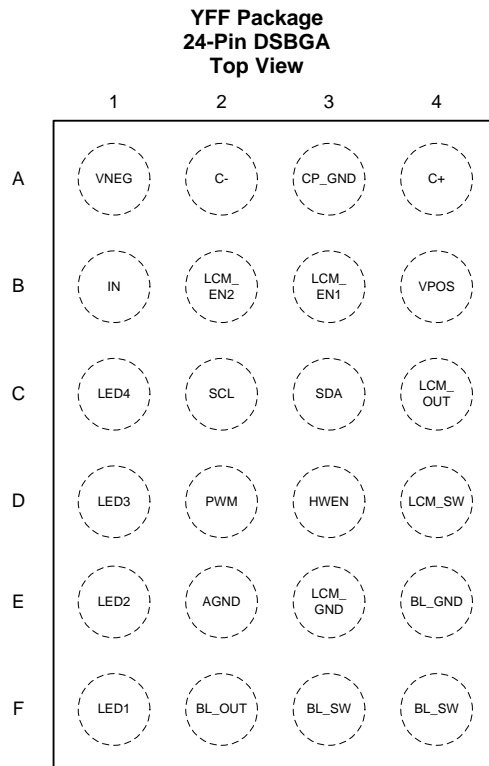 YFF Package
24-Pin DSBGA
Top View
1 2 3 4
A VNEG C- CP_GND C+
B IN LCM_
EN2 LCM_
EN1 VPOS
C LED4 SCL SDA LCM_
OUT
D LED3 PWM HWEN LCM_SW
E LED2 AGND LCM_
GND BL_GND
F LED1 BL_OUT BL_SW BL_SW